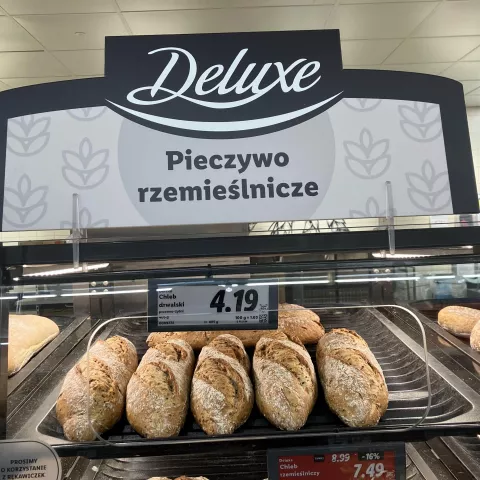 Deluxe
Pieczywo
rzemieślnicze
Chleb
drwalski
4.19
PROSIMY
O KORZYSTANIE
Z RĘKAWICZEK
8.99 -16%
Chleb
rzemieślniczy
7.49